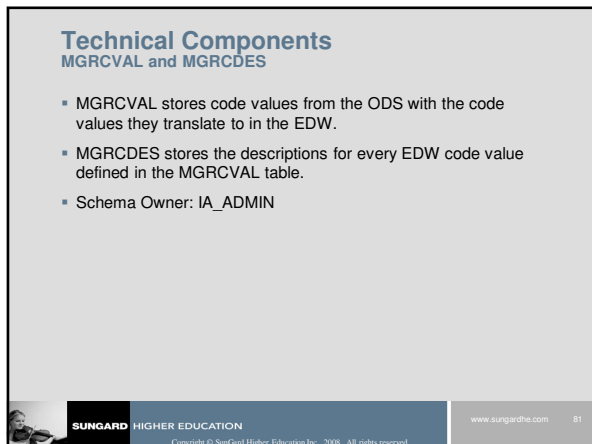 Technical Components
MGRCVAL and MGRCDES
▪ MGRCVAL stores code values from the ODS with the code
values they translate to in the EDW.
▪ MGRCDES stores the descriptions for every EDW code value
defined in the MGRCVAL table.
▪ Schema Owner: IA_ADMIN
SUNGARD HIGHER EDUCATION
www.sungardhe.com 81
Copyright © SunGard Higher Education Inc. 2008. All rights reserved